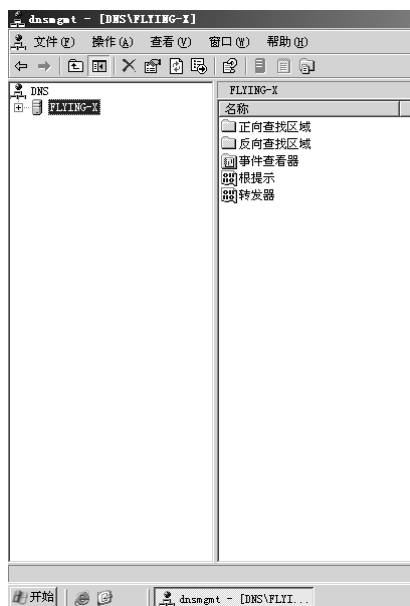 dnsmgmt - [DNS\FLYING-X]
文件(F) 操作(A) 查看(V) 窗口(W) 帮助(H)
DNS
FLYING-X
FLYING-X
名称
正向查找区域
反向查找区域
事件查看器
根提示
转发器
开始
dnsmgmt - [DNS\FLYI...